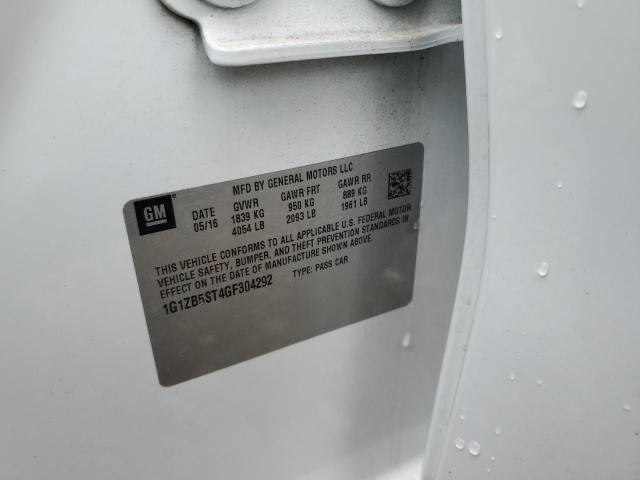 MFD BY GENERAL MOTORS LLC
GM DATE GVWR GAWR FRT GAWR RR
05/16 1839 KG 950 KG 889 KG
4054 LB 2093 LB 1961 LB
THIS VEHICLE CONFORMS TO ALL APPLICABLE U.S. FEDERAL MOTOR
VEHICLE SAFETY, BUMPER, AND THEFT PREVENTION STANDARDS IN
EFFECT ON THE DATE OF MANUFACTURE SHOWN ABOVE.
1G1ZB5ST4GF304292 TYPE: PASS CAR